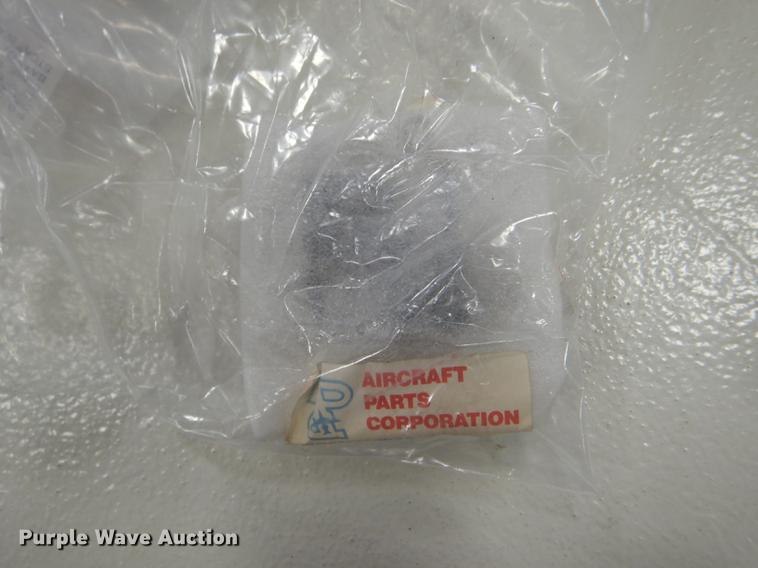 AIRCRAFT
PARTS
CORPORATION
Purple Wave Auction